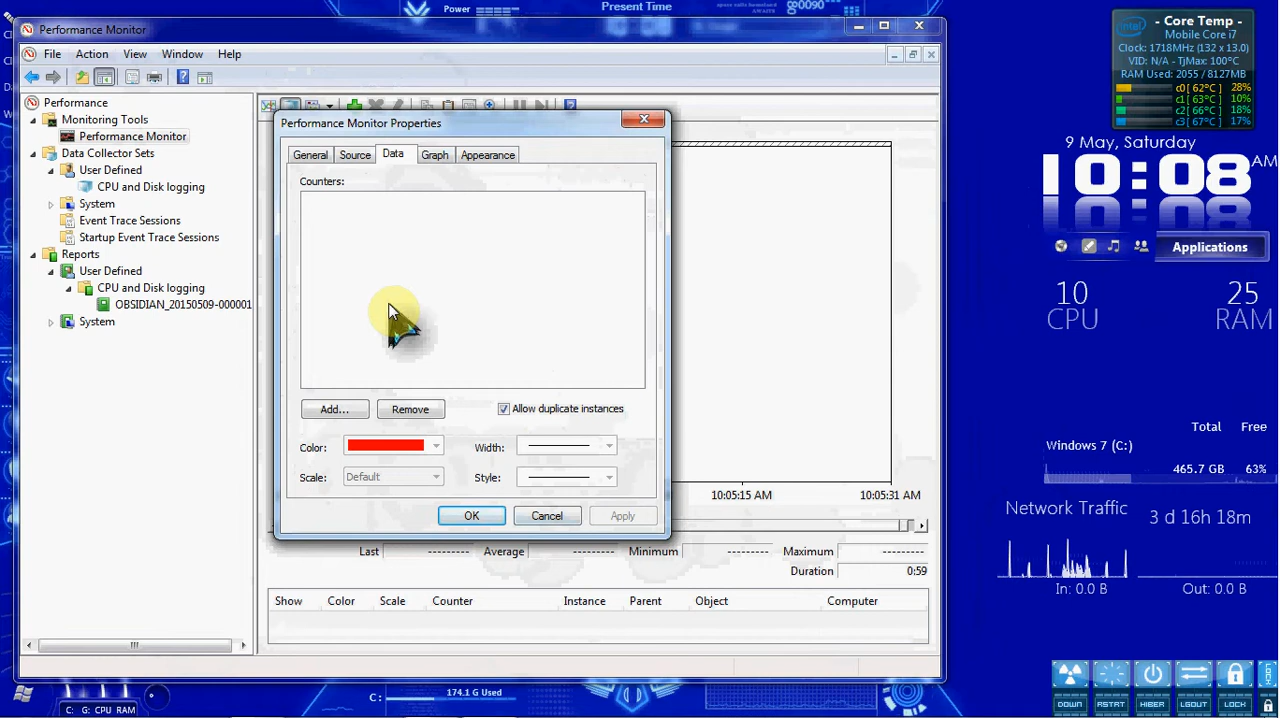 Power
Present Time
00090
Performance Monitor
File Action View Window Help
Performance
Monitoring Tools
Performance Monitor
Data Collector Sets
User Defined
CPU and Disk logging
System
Event Trace Sessions
Startup Event Trace Sessions
Reports
User Defined
CPU and Disk logging
OBSIDIAN_20150509-000001
System
Performance Monitor Properties
General Source Data Graph Appearance
Counters:
Add... Remove Allow duplicate instances
Color: Width:
Scale: Default Style:
OK Cancel Apply
10:05:15 AM 10:05:31 AM
Last --------- Average --------- Minimum --------- Maximum ---------
Duration 0:59
Show Color Scale Counter Instance Parent Object Computer
- Core Temp -
Mobile Core i7
Clock: 1718MHz (132 x 13.0)
VID: N/A - TjMax: 100°C
RAM Used: 2055 / 8127MB
c0[ 62°C ] 28%
c1[ 63°C ] 10%
c2[ 66°C ] 18%
c3[ 67°C ] 17%
9 May, Saturday
10:08 AM
Applications
10 CPU
25 RAM
Total Free
Windows 7 (C:)
465.7 GB 63%
Network Traffic 3 d 16h 18m
In: 0.0 B Out: 0.0 B
DOWN RSTRT HIBER LGOUT LOCK
C: G: CPU RAM
C: 174.1 G Used